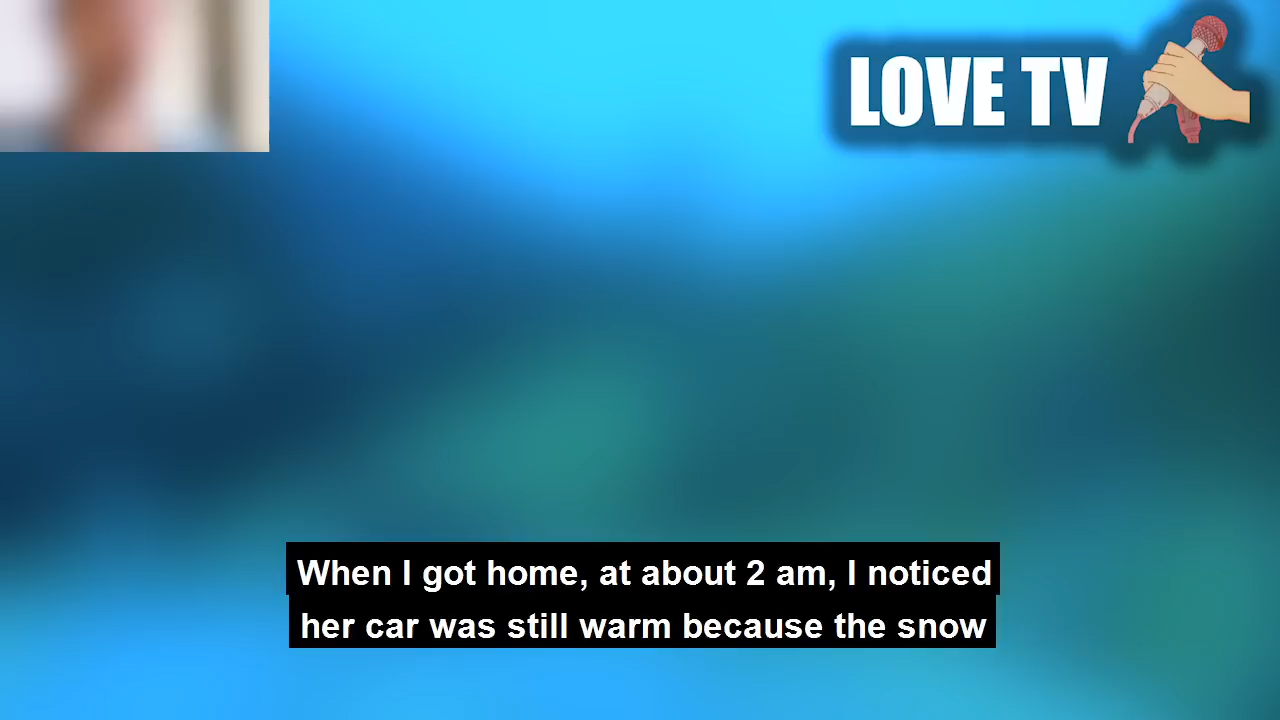 LOVE TV
When I got home, at about 2 am, I noticed
her car was still warm because the snow